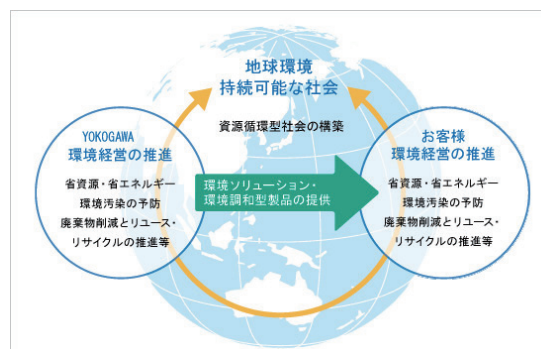 地球環境
持続可能な社会
資源循環型社会の構築
YOKOGAWA
環境経営の推進
省資源・省エネルギー
環境汚染の予防
廃棄物削減とリユース・
リサイクルの推進等
環境ソリューション・
環境調和型製品の提供
お客様
環境経営の推進
省資源・省エネルギー
環境汚染の予防
廃棄物削減とリユース・
リサイクルの推進等